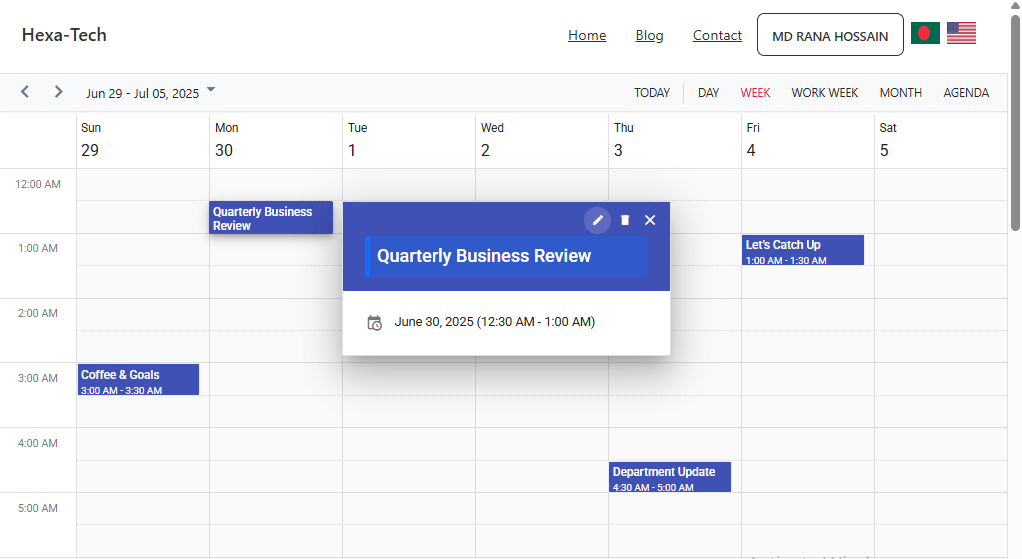 Hexa-Tech
Home
Blog
Contact
MD RANA HOSSAIN
Jun 29 - Jul 05, 2025
TODAY
DAY
WEEK
WORK WEEK
MONTH
AGENDA
Sun
29
Mon
30
Tue
1
Wed
2
Thu
3
Fri
4
Sat
5
12:00 AM
Quarterly Business
Review
Quarterly Business Review
June 30, 2025 (12:30 AM - 1:00 AM)
1:00 AM
Let's Catch Up
1:00 AM - 1:30 AM
2:00 AM
3:00 AM
Coffee & Goals
3:00 AM - 3:30 AM
4:00 AM
Department Update
4:30 AM - 5:00 AM
5:00 AM